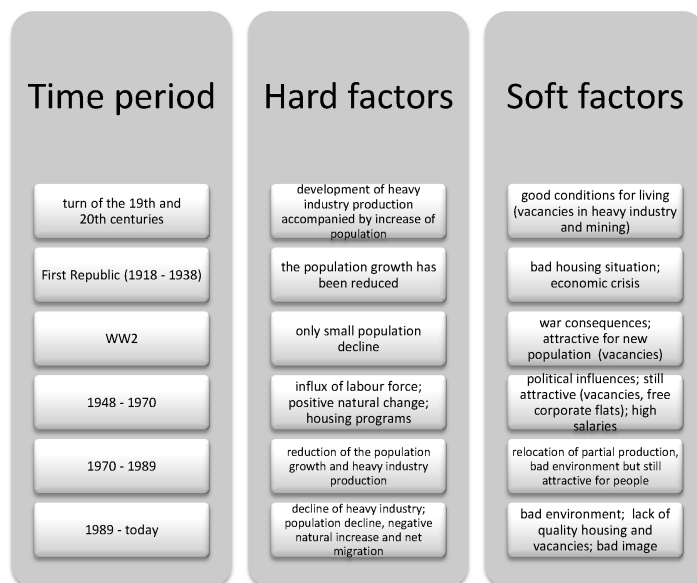 Time period
turn of the 19th and
20th centuries
First Republic (1918 - 1938)
WW2
1948 - 1970
1970 - 1989
1989 - today
Hard factors
development of heavy
industry production
accompanied by increase of
population
the population growth has
been reduced
only small population
decline
influx of labour force;
positive natural change;
housing programs
reduction of the population
growth and heavy industry
production
decline of heavy industry;
population decline, negative
natural increase and net
migration
Soft factors
good conditions for living
(vacancies in heavy industry
and mining)
bad housing situation;
economic crisis
war consequences;
attractive for new
population (vacancies)
political influences; still
attractive (vacancies, free
corporate flats); high
salaries
relocation of partial production,
bad environment but still
attractive for people
bad environment; lack of
quality housing and
vacancies; bad image